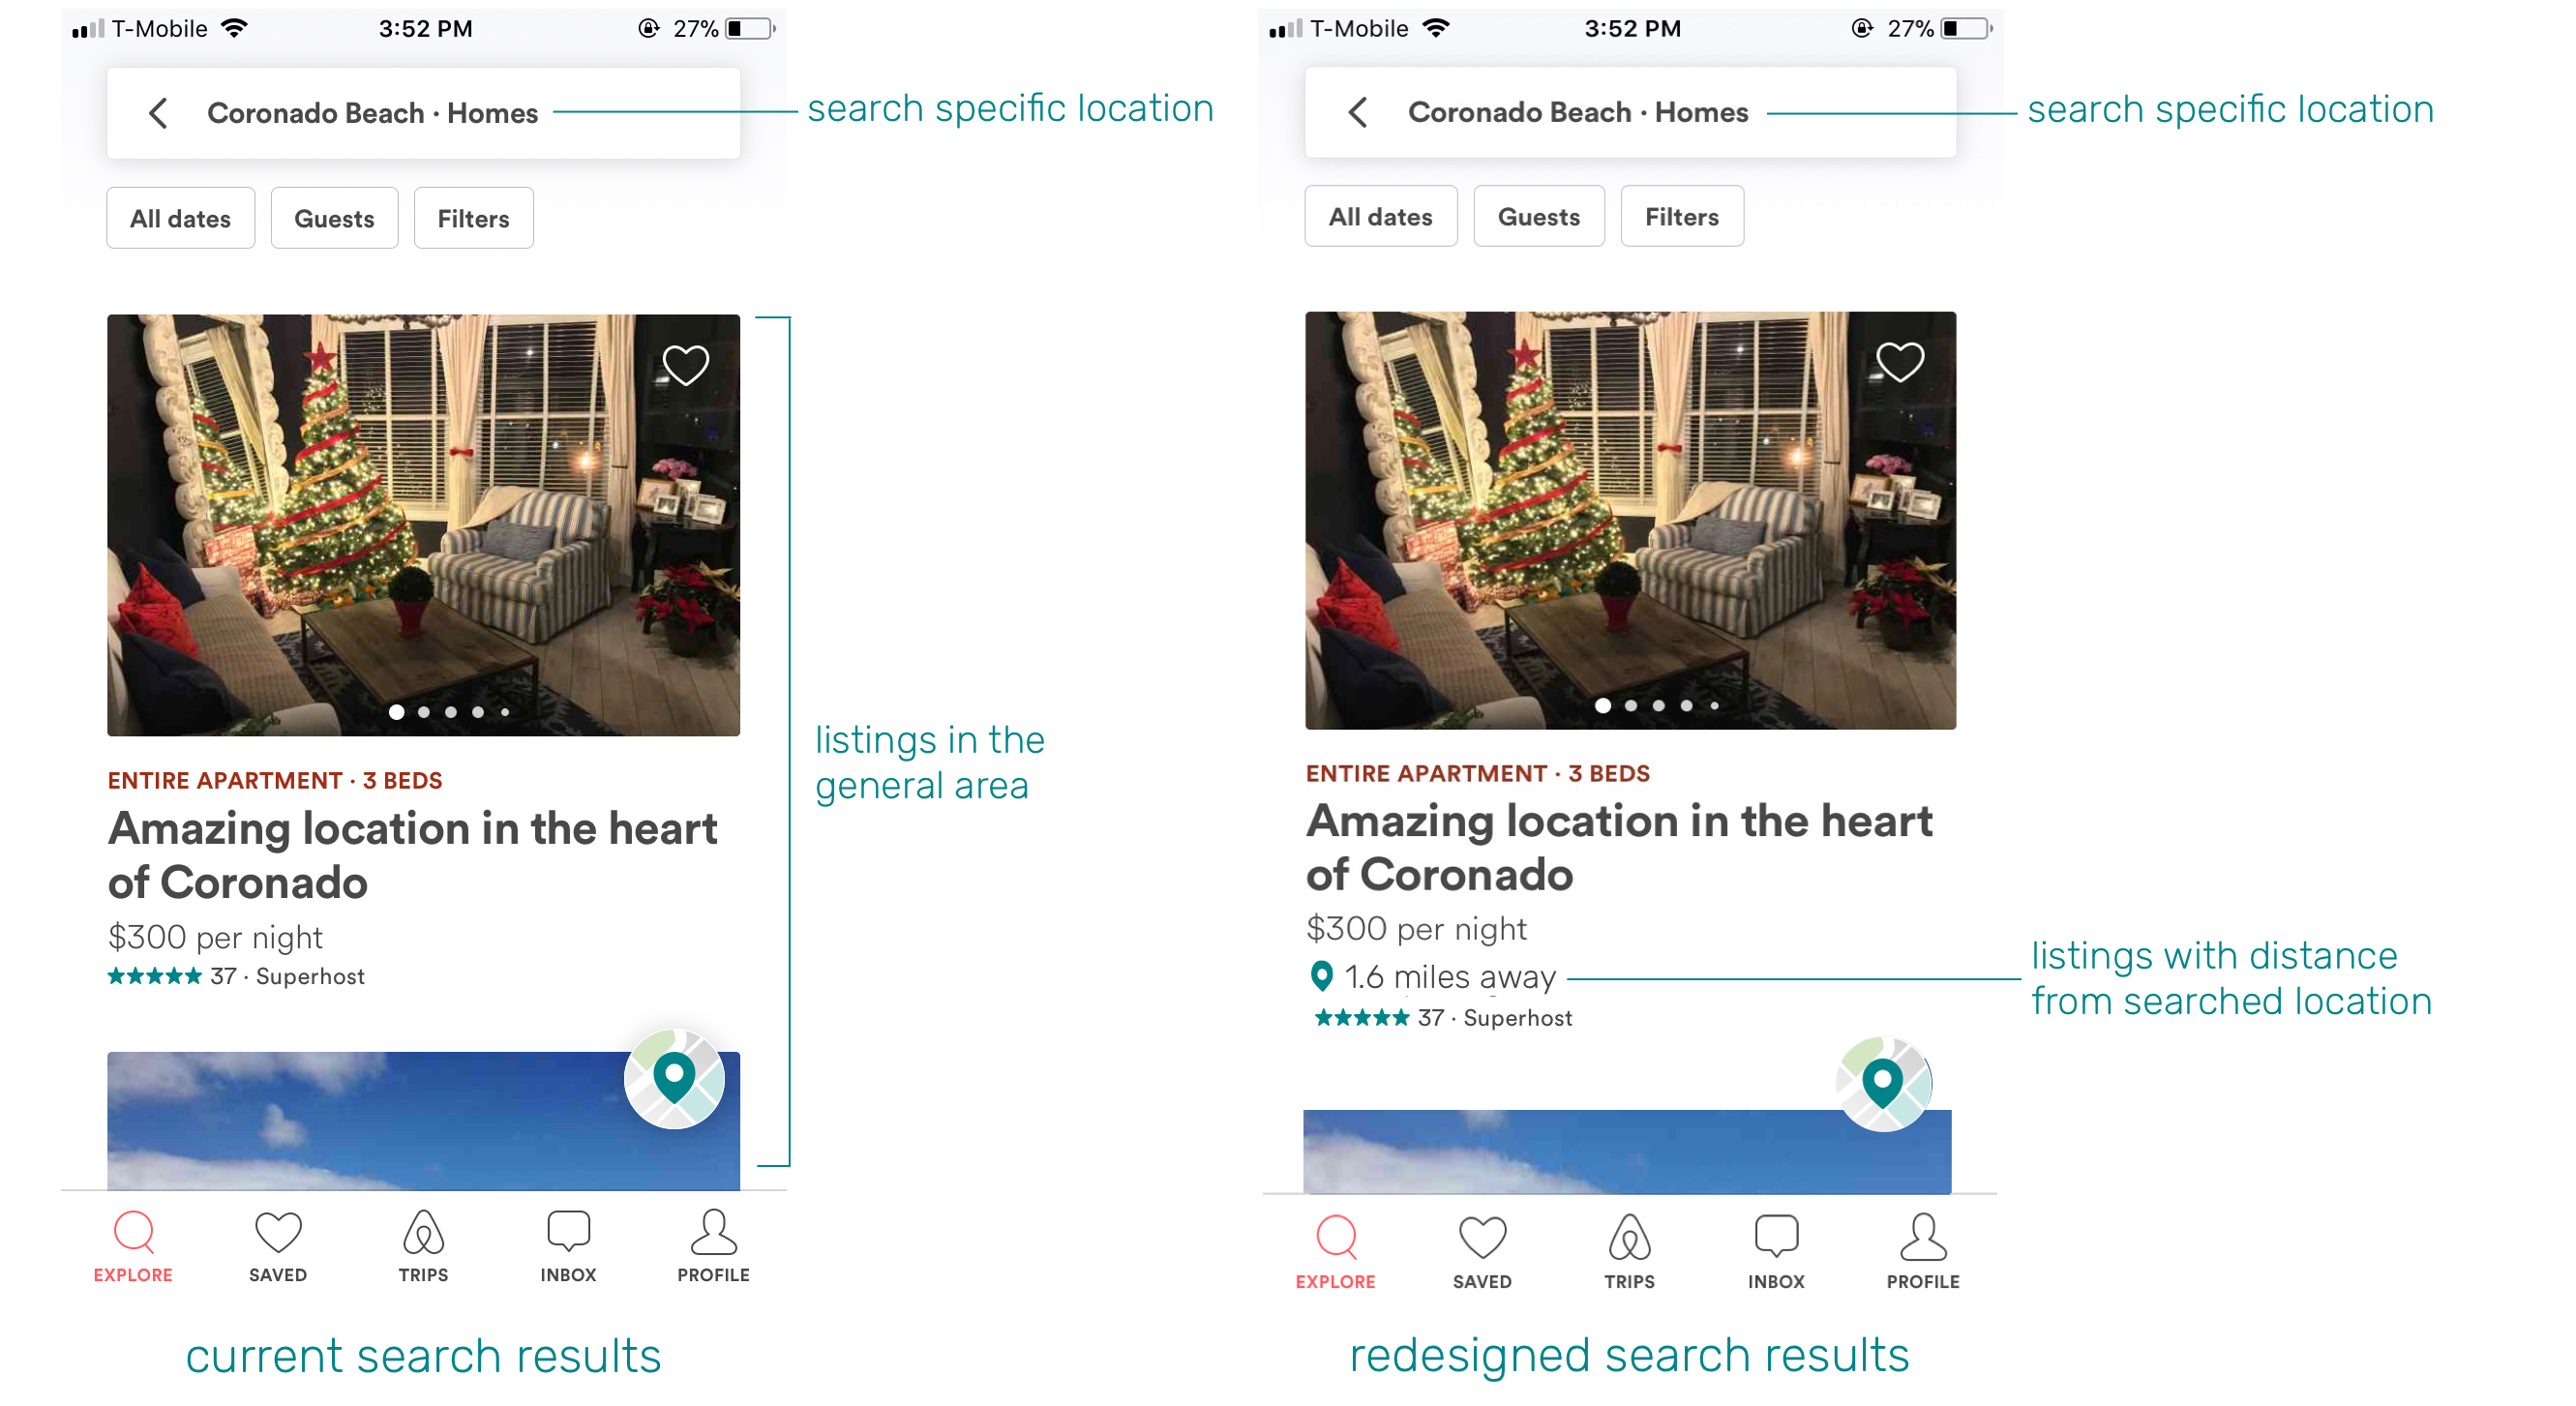 T-Mobile 3:52 PM 27%
Coronado Beach · Homes
search specific location
All dates Guests Filters
listings in the
general area
ENTIRE APARTMENT · 3 BEDS
Amazing location in the heart
of Coronado
$300 per night
37 · Superhost
EXPLORE SAVED TRIPS INBOX PROFILE
current search results
T-Mobile 3:52 PM 27%
Coronado Beach · Homes
search specific location
All dates Guests Filters
ENTIRE APARTMENT · 3 BEDS
Amazing location in the heart
of Coronado
$300 per night
1.6 miles away
listings with distance
from searched location
37 · Superhost
EXPLORE SAVED TRIPS INBOX PROFILE
redesigned search results